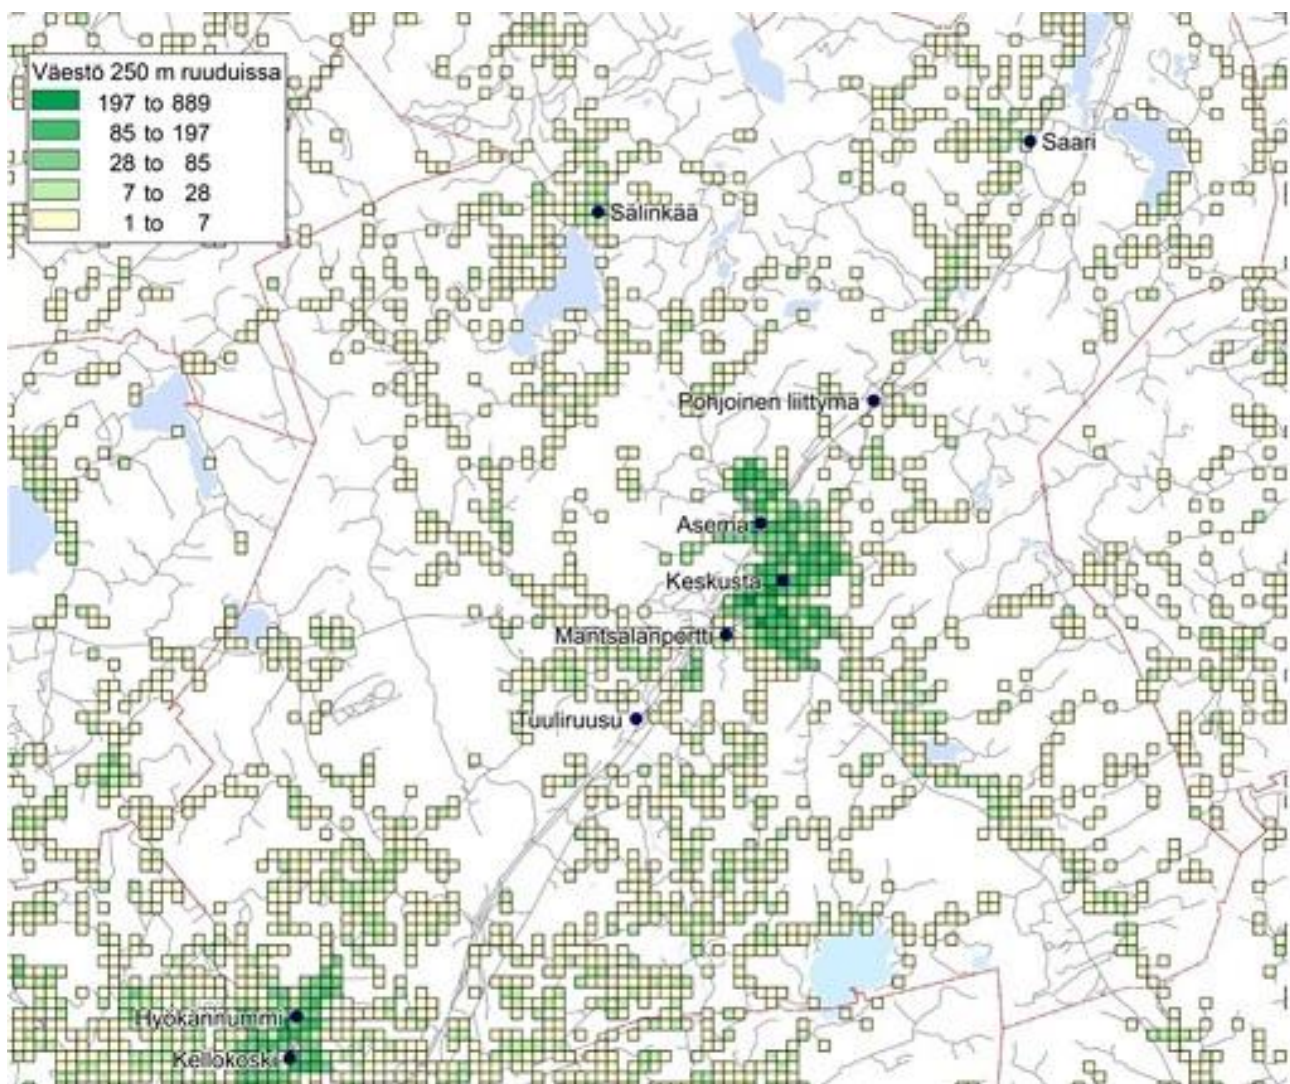 Väestö 250 m ruuduissa
197 to 889
85 to 197
28 to 85
7 to 28
1 to 7
Saari
Sälinkää
Pohjoinen liittymä
Asema
Keskusta
Mäntsälänportti
Tuuliruusu
Hyökännummi
Kellokoski